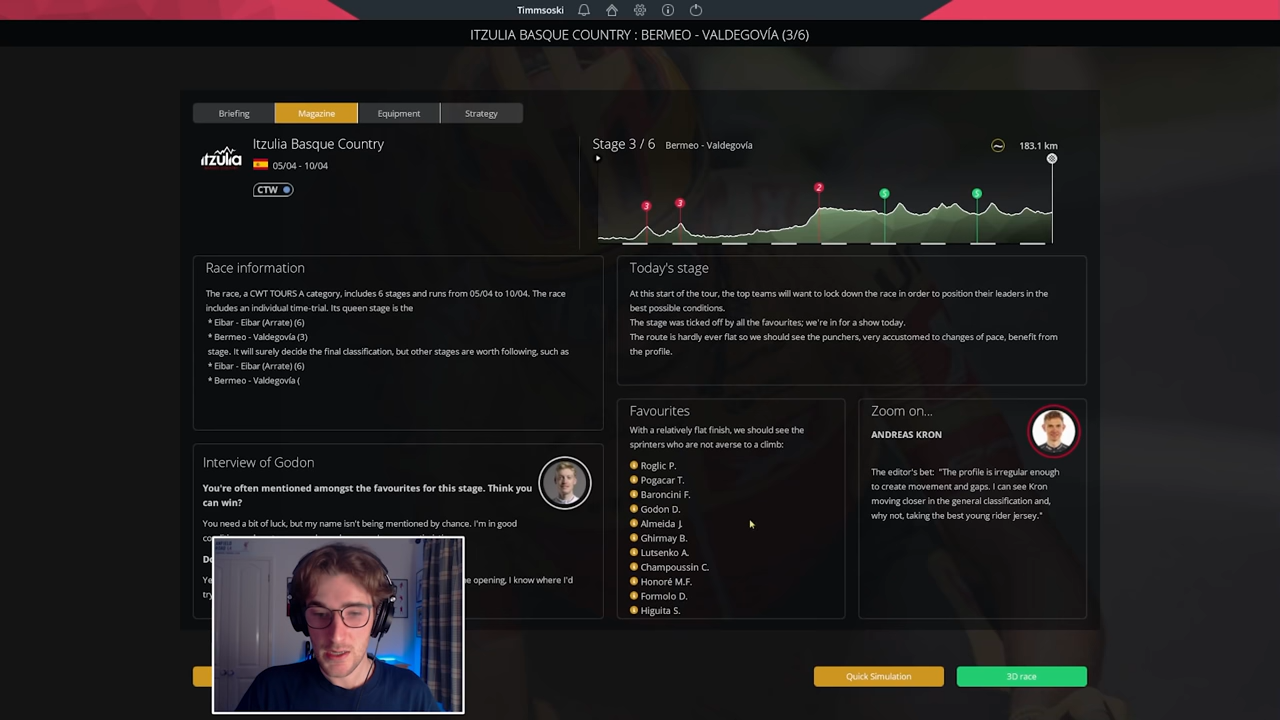 Timmsoski
ITZULIA BASQUE COUNTRY : BERMEO - VALDEGOVÍA (3/6)
Briefing
Magazine
Equipment
Strategy
itzulia
Itzulia Basque Country
05/04 - 10/04
CTW
Stage 3 / 6 Bermeo - Valdegovía
183.1 km
3
3
2
S
S
Race information
The race, a CWT TOURS A category, includes 6 stages and runs from 05/04 to 10/04. The race
includes an individual time-trial. Its queen stage is the
* Eibar - Eibar (Arrate) (6)
* Bermeo - Valdegovía (3)
stage. It will surely decide the final classification, but other stages are worth following, such as
* Eibar - Eibar (Arrate) (6)
* Bermeo - Valdegovía (
Today's stage
At this start of the tour, the top teams will want to lock down the race in order to position their leaders in the
best possible conditions.
The stage was ticked off by all the favourites; we're in for a show today.
The route is hardly ever flat so we should see the punchers, very accustomed to changes of pace, benefit from
the profile.
Interview of Godon
You're often mentioned amongst the favourites for this stage. Think you
can win?
You need a bit of luck, but my name isn't being mentioned by chance. I'm in good
Do
Ye
e opening, I know where I'd
try
Favourites
With a relatively flat finish, we should see the
sprinters who are not averse to a climb:
Roglic P.
Pogacar T.
Baroncini F.
Godon D.
Almeida J.
Ghirmay B.
Lutsenko A.
Champoussin C.
Honoré M.F.
Formolo D.
Higuita S.
Zoom on...
ANDREAS KRON
The editor's bet: "The profile is irregular enough
to create movement and gaps. I can see Kron
moving closer in the general classification and,
why not, taking the best young rider jersey."
Quick Simulation
3D race